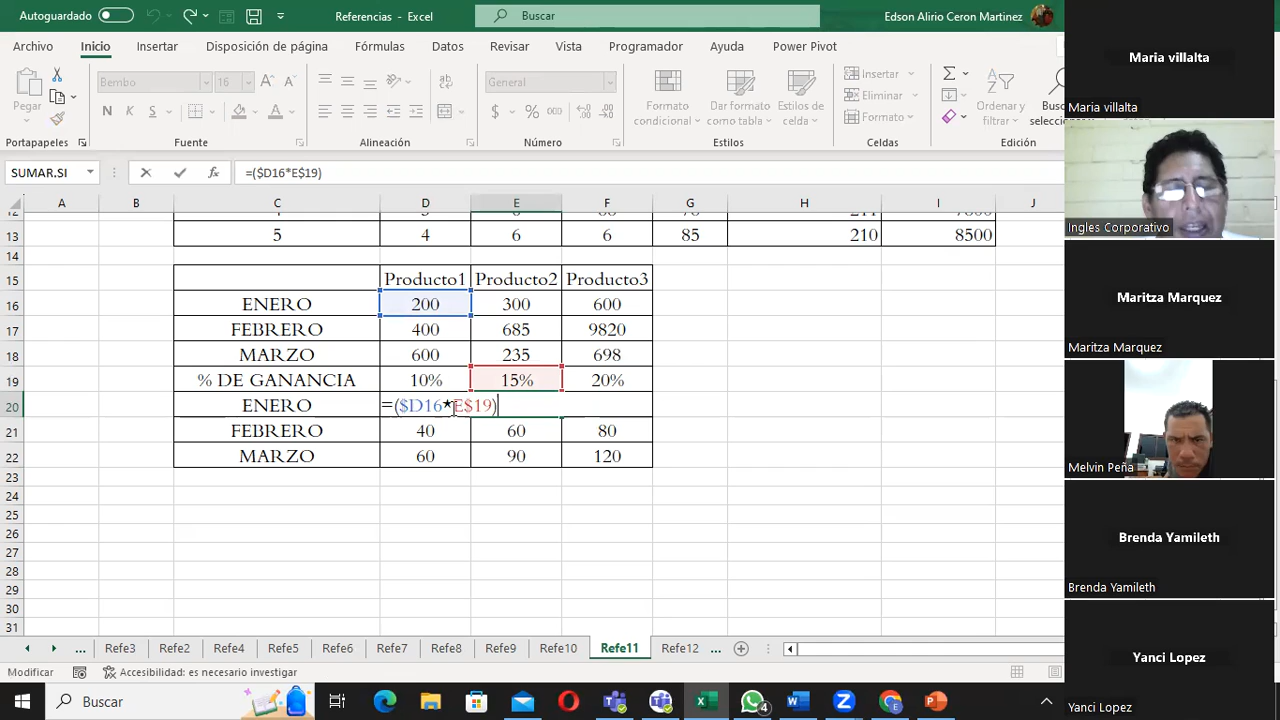 Autoguardado
Referencias - Excel
Buscar
Edson Alirio Ceron Martinez
Archivo Inicio Insertar Disposición de página Fórmulas Datos Revisar Vista Programador Ayuda Power Pivot
Pegar
Bembo 16
N K S
General
Formato condicional
Dar formato como tabla
Estilos de celda
Insertar
Eliminar
Formato
Ordenar y
Portapapeles Fuente Alineación Número Estilos Celdas
SUMAR.SI
=($D16*E$19)
A B C D E F G H I J
13 5 4 6 6 85 210 8500
14
15 Producto1 Producto2 Producto3
16 ENERO 200 300 600
17 FEBRERO 400 685 9820
18 MARZO 600 235 698
19 % DE GANANCIA 10% 15% 20%
20 ENERO =($D16*E$19)
21 FEBRERO 40 60 80
22 MARZO 60 90 120
23
24
25
26
27
28
29
30
31
... Refe3 Refe2 Refe4 Refe5 Refe6 Refe7 Refe8 Refe9 Refe10 Refe11 Refe12 ...
Modificar
Accesibilidad: es necesario investigar
Buscar
4
Maria villalta
Maria villalta
Ingles Corporativo
Maritza Marquez
Maritza Marquez
Melvin Peña
Brenda Yamileth
Brenda Yamileth
Yanci Lopez
Yanci Lopez